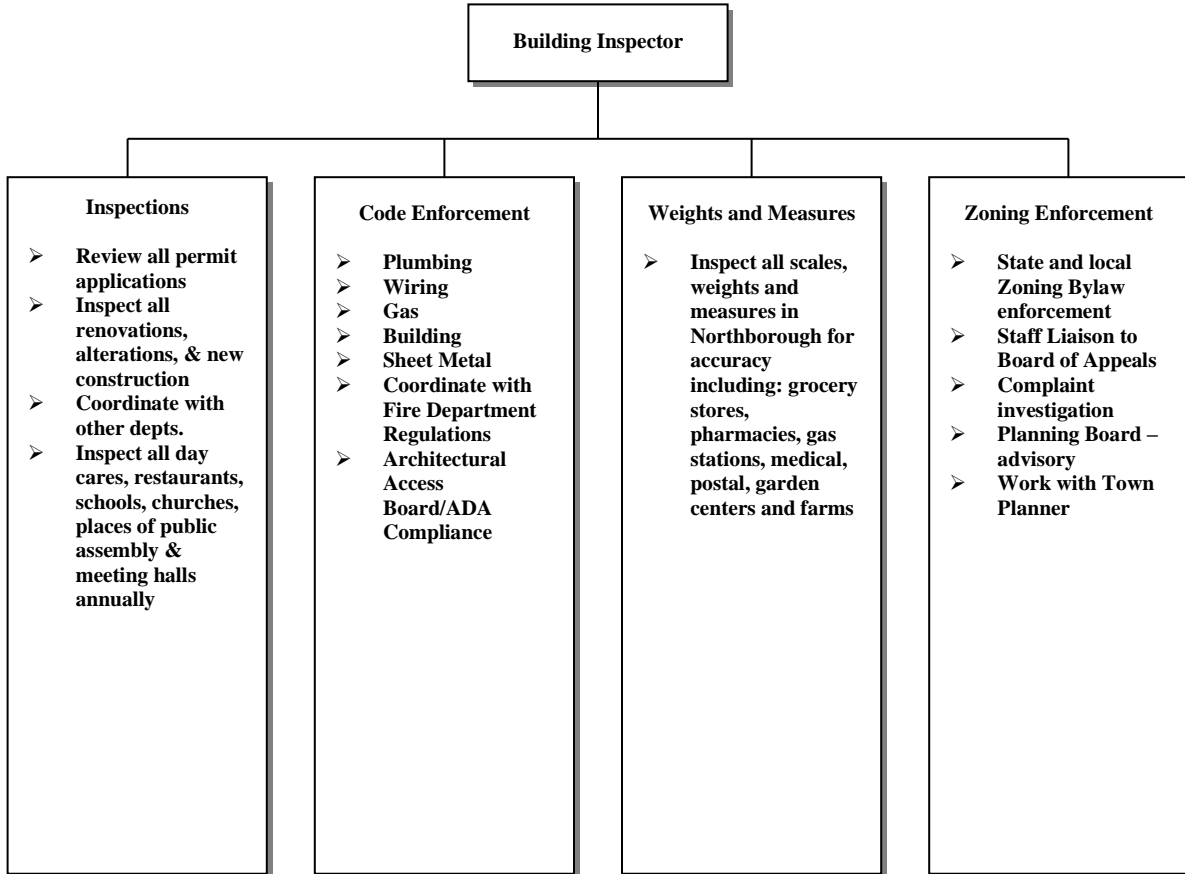 Building Inspector
Inspections
➢ Review all permit
applications
➢ Inspect all
renovations,
alterations, & new
construction
➢ Coordinate with
other depts.
➢ Inspect all day
cares, restaurants,
schools, churches,
places of public
assembly &
meeting halls
annually
Code Enforcement
➢ Plumbing
➢ Wiring
➢ Gas
➢ Building
➢ Sheet Metal
➢ Coordinate with
Fire Department
Regulations
➢ Architectural
Access
Board/ADA
Compliance
Weights and Measures
➢ Inspect all scales,
weights and
measures in
Northborough for
accuracy
including: grocery
stores,
pharmacies, gas
stations, medical,
postal, garden
centers and farms
Zoning Enforcement
➢ State and local
Zoning Bylaw
enforcement
➢ Staff Liaison to
Board of Appeals
➢ Complaint
investigation
➢ Planning Board –
advisory
➢ Work with Town
Planner